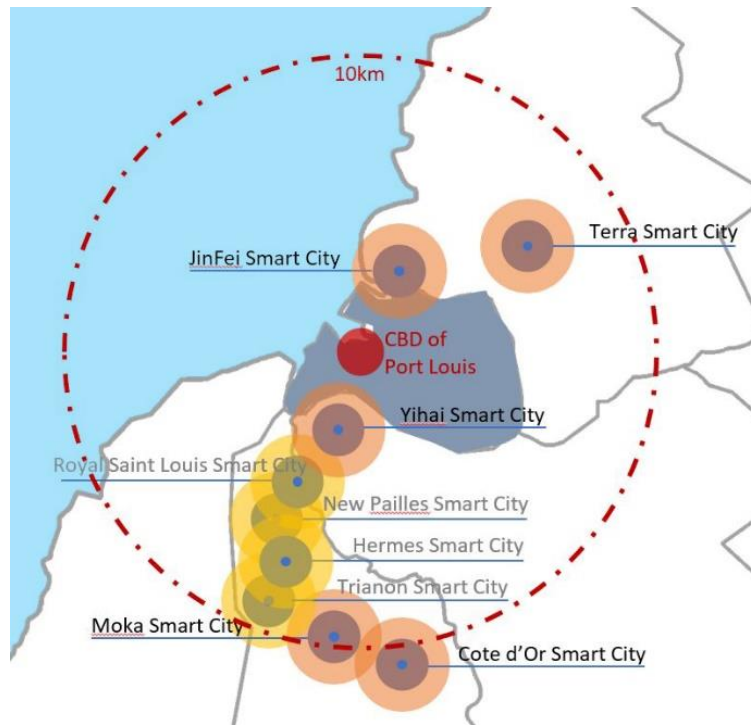 10km
Terra Smart City
JinFei Smart City
CBD of
Port Louis
Yihai Smart City
Royal Saint Louis Smart City
New Pailles Smart City
Hermes Smart City
Trianon Smart City
Moka Smart City
Cote d’Or Smart City